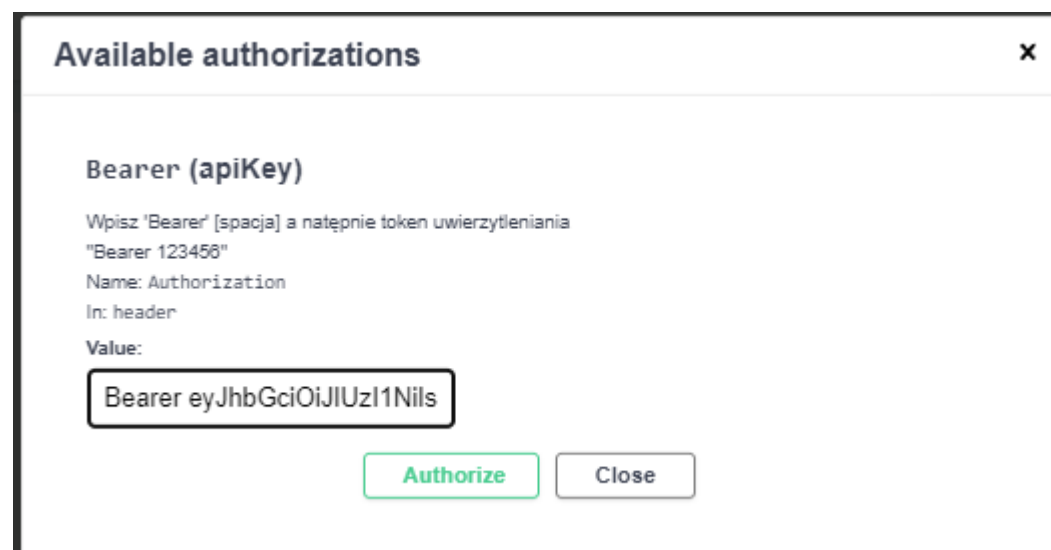 Available authorizations
Bearer (apiKey)
Wpisz 'Bearer' [spacja] a natępnie token uwierzytleniania
"Bearer 123456"
Name: Authorization
In: header
Value:
Bearer eyJhbGciOiJIUzI1NiIs
Authorize
Close